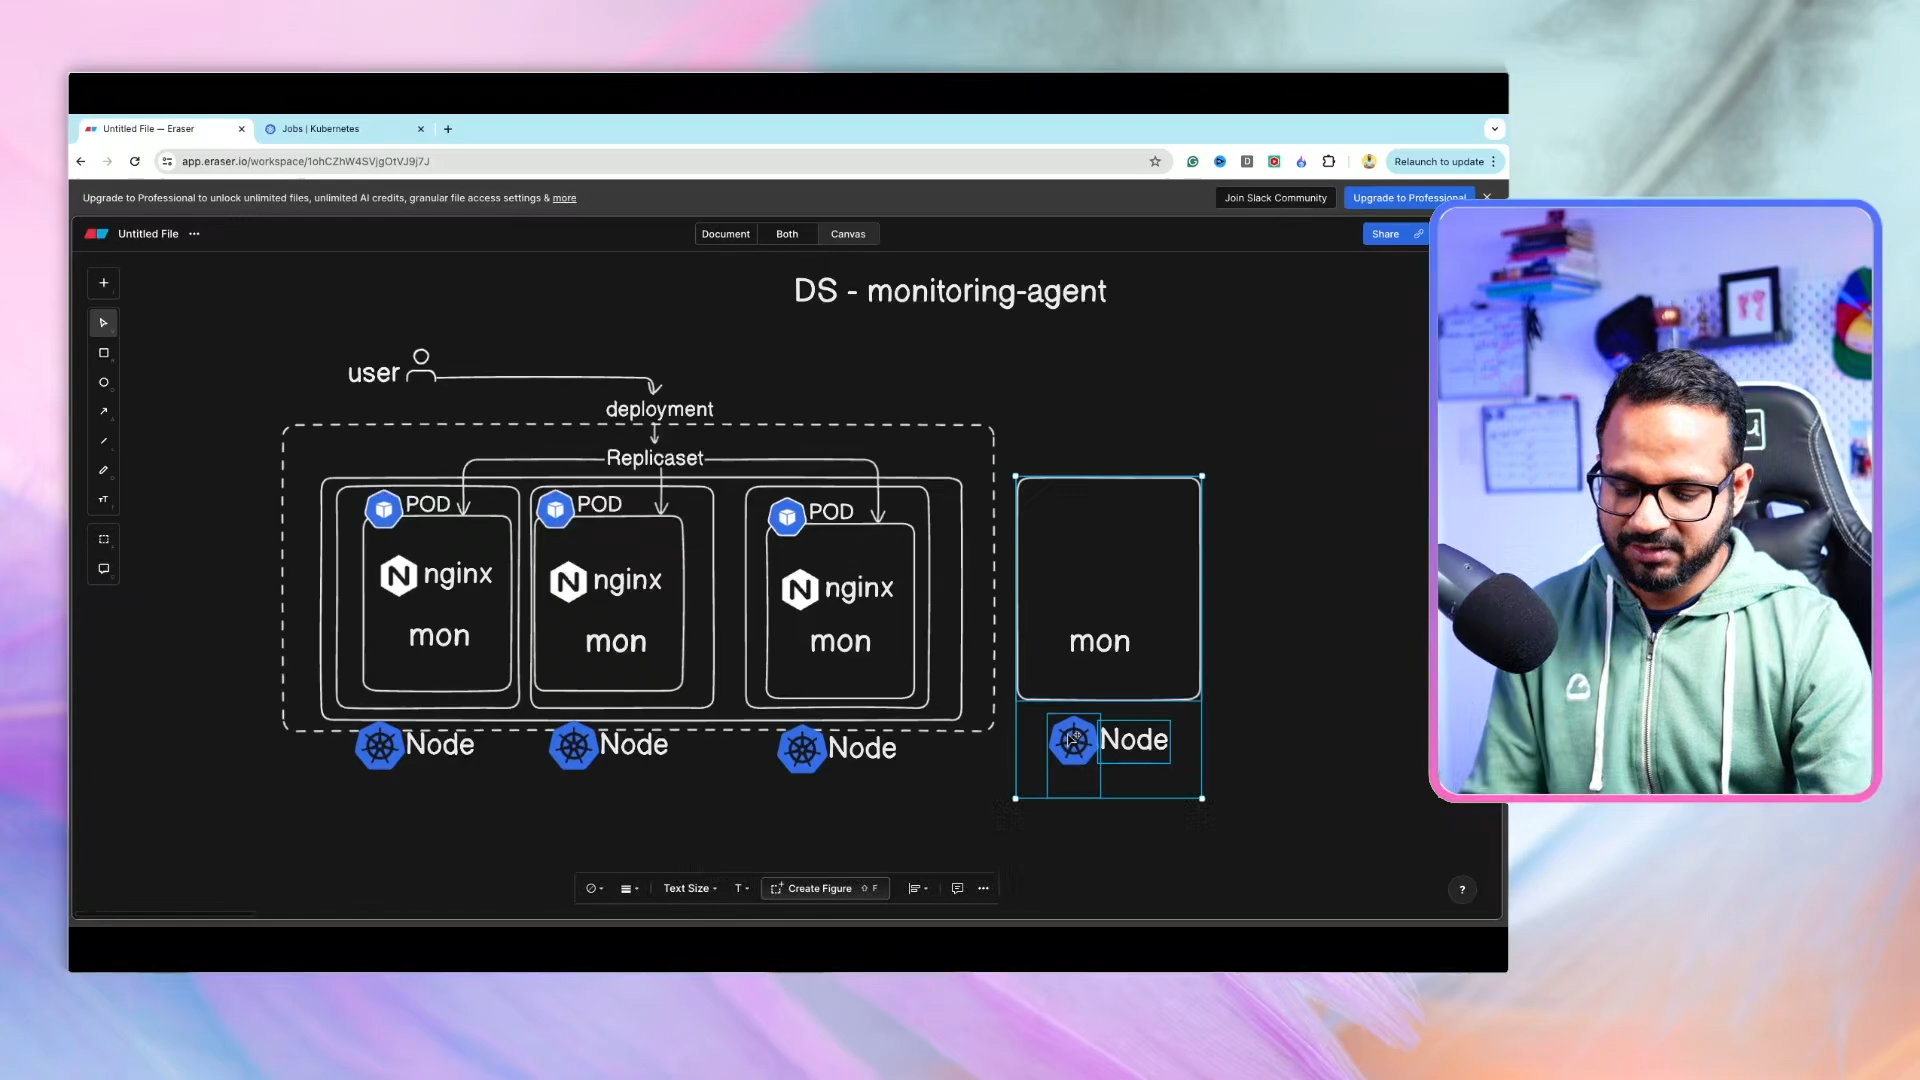 Untitled File — Eraser
Jobs | Kubernetes
app.eraser.io/workspace/1ohCZhW4SVjgOtVJ9j7J
Relaunch to update
Upgrade to Professional to unlock unlimited files, unlimited AI credits, granular file access settings & more
Join Slack Community
Upgrade to Professional
Untitled File
Document
Both
Canvas
Share
DS - monitoring-agent
user
deployment
Replicaset
POD
POD
POD
nginx
nginx
nginx
mon
mon
mon
mon
Node
Node
Node
Node
Text Size
T
Create Figure
F
?